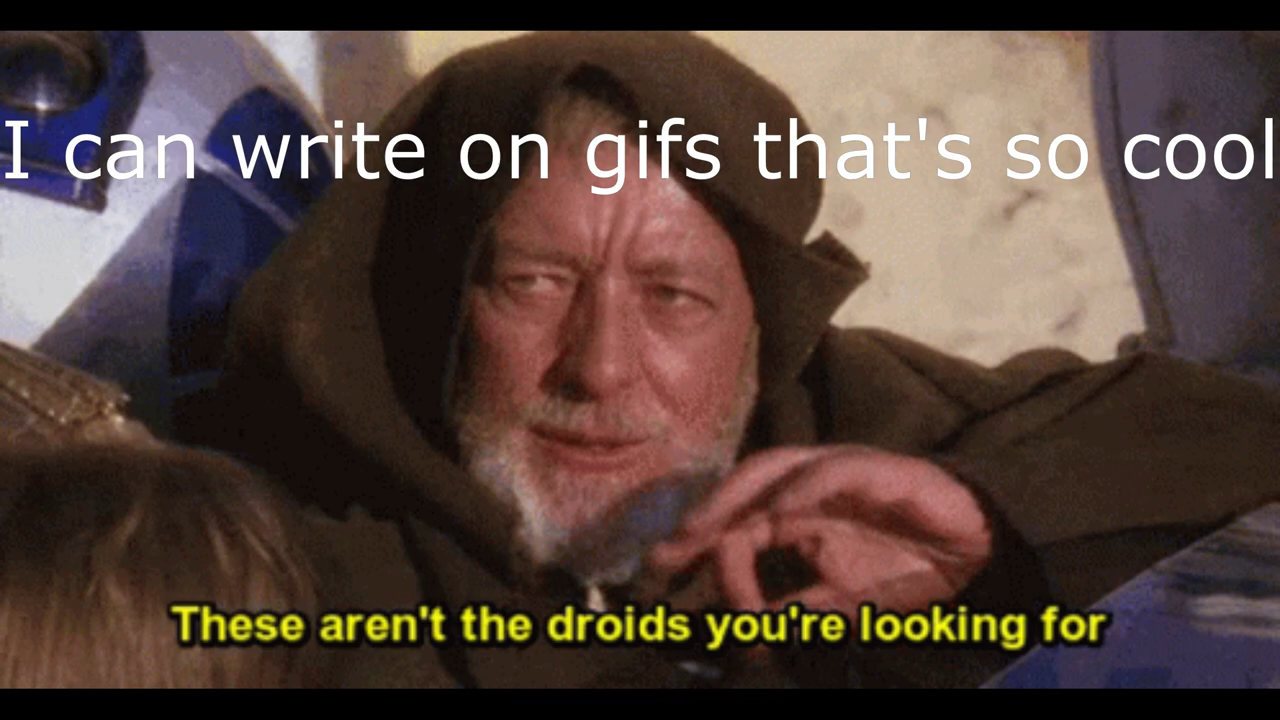 I can write on gifs that's so cool
These aren't the droids you're looking for